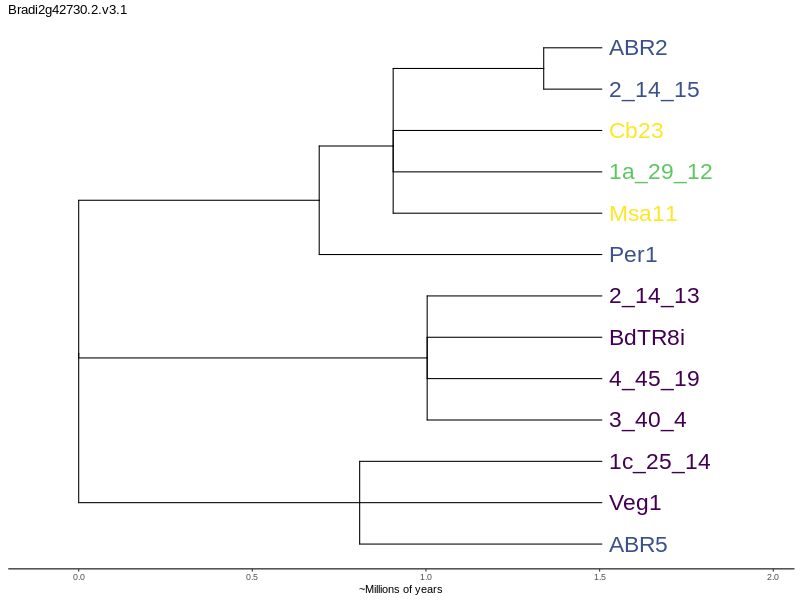 Bradi2g42730.2.v3.1
ABR2
2_14_15
Cb23
1a_29_12
Msa11
Per1
2_14_13
BdTR8i
4_45_19
3_40_4
1c_25_14
Veg1
ABR5
0.0 0.5 1.0 1.5 2.0
~Millions of years